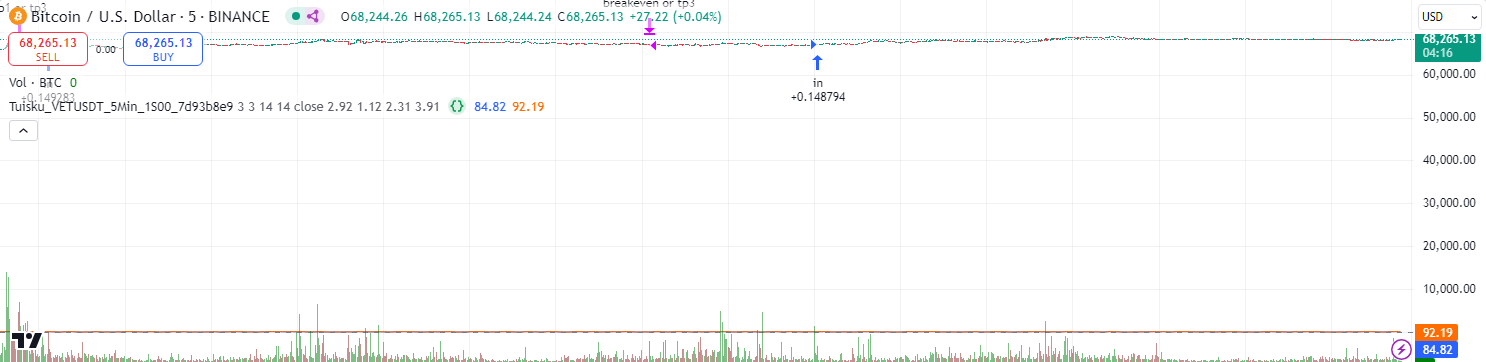 breakeven or tp3
p1 or tp3
Bitcoin / U.S. Dollar · 5 · BINANCE
O68,244.26 H68,265.13 L68,244.24 C68,265.13 +27.22 (+0.04%)
USD
68,265.13
SELL
0.00
68,265.13
BUY
68,265.13
04:16
60,000.00
Vol · BTC 0
in
+0.148794
+0.149283
Tuisku_VETUSDT_5Min_1S00_7d93b8e9 3 3 14 14 close 2.92 1.12 2.31 3.91 {} 84.82 92.19
50,000.00
40,000.00
30,000.00
20,000.00
10,000.00
92.19
84.82